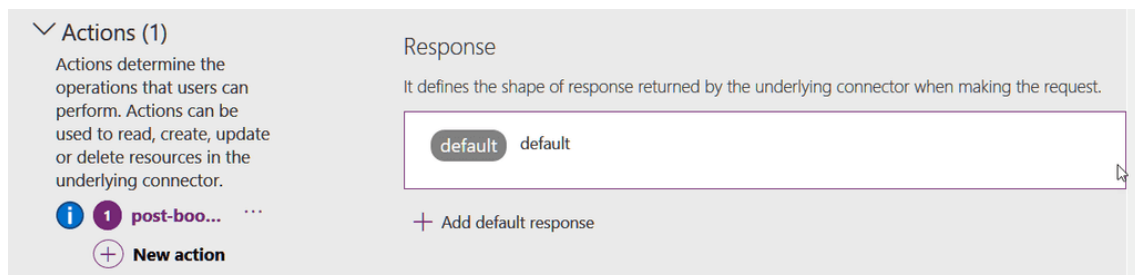 Actions (1)
Actions determine the
operations that users can
perform. Actions can be
used to read, create, update
or delete resources in the
underlying connector.
i 1 post-boo... ...
New action
Response
It defines the shape of response returned by the underlying connector when making the request.
default default
Add default response